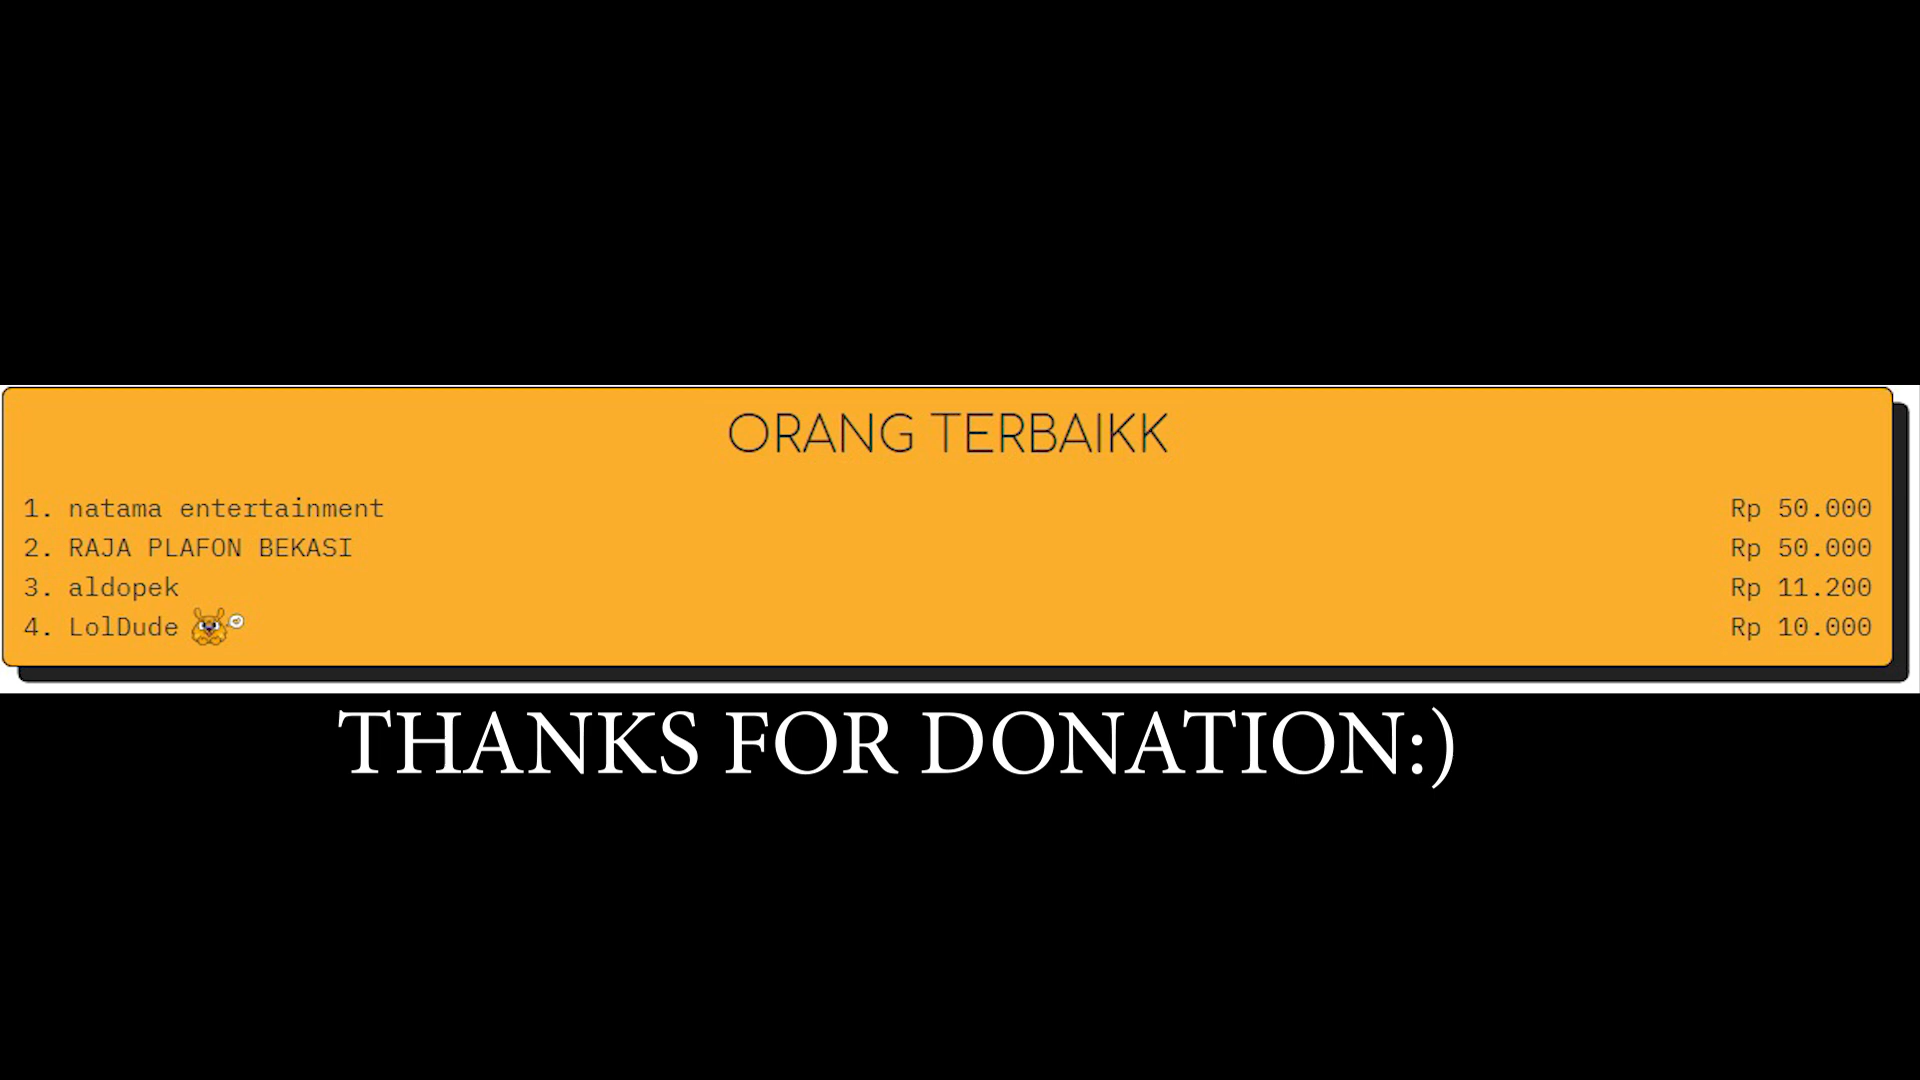 ORANG TERBAIKK
1. natama entertainment Rp 50.000
2. RAJA PLAFON BEKASI Rp 50.000
3. aldopek Rp 11.200
4. LolDude Rp 10.000
THANKS FOR DONATION:)